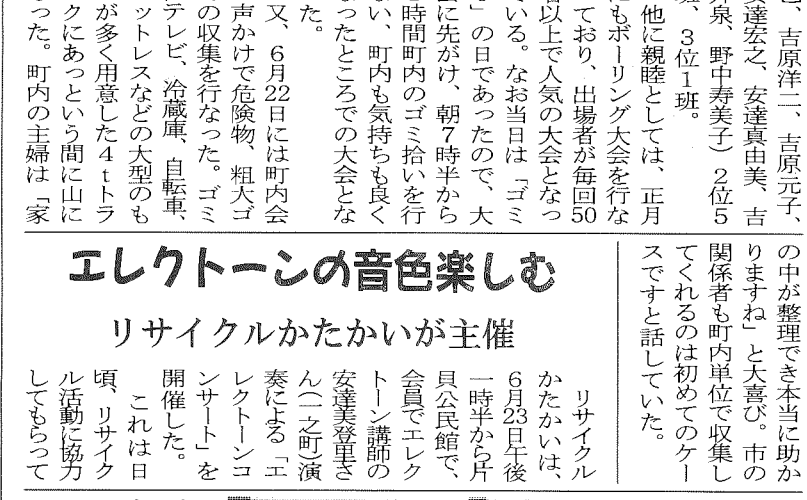 、吉原洋二、吉原元子、
安達宏之、安達真由美、吉
井泉、野中寿美子）２位５
班、３位１班。
他に親睦としては、正月
にもボーリング大会を行な
っており、出場者が毎回50
名以上で人気の大会となっ
ている。なお当日は「ゴミ
」の日であったので、大
会に先がけ、朝７時半から
時間町内のゴミ拾いを行
い、町内も気持ちも良く
ったところでの大会とな
た。
又、６月22日には町内会
声かけで危険物、粗大ゴ
の収集を行なった。ゴミ
テレビ、冷蔵庫、自転車、
ットレスなどの大型のも
が多く用意した４ｔトラ
クにあっという間に山に
った。町内の主婦は「家
の中が整理でき本当に助か
りますね」と大喜び。市の
関係者も町内単位で収集し
てくれるのは初めてのケー
スですと話していた。
エレクトーンの音色楽しむ
リサイクルかたかいが主催
リサイクル
かたかいは、
６月23日午後
一時半から片
貝公民館で、
会員でエレク
トーン講師の
安達美登里さ
ん(一之町)演
奏による「エ
レクトーンコ
ンサート」を
開催した。
これは日
頃、リサイク
ル活動に協力
してもらって